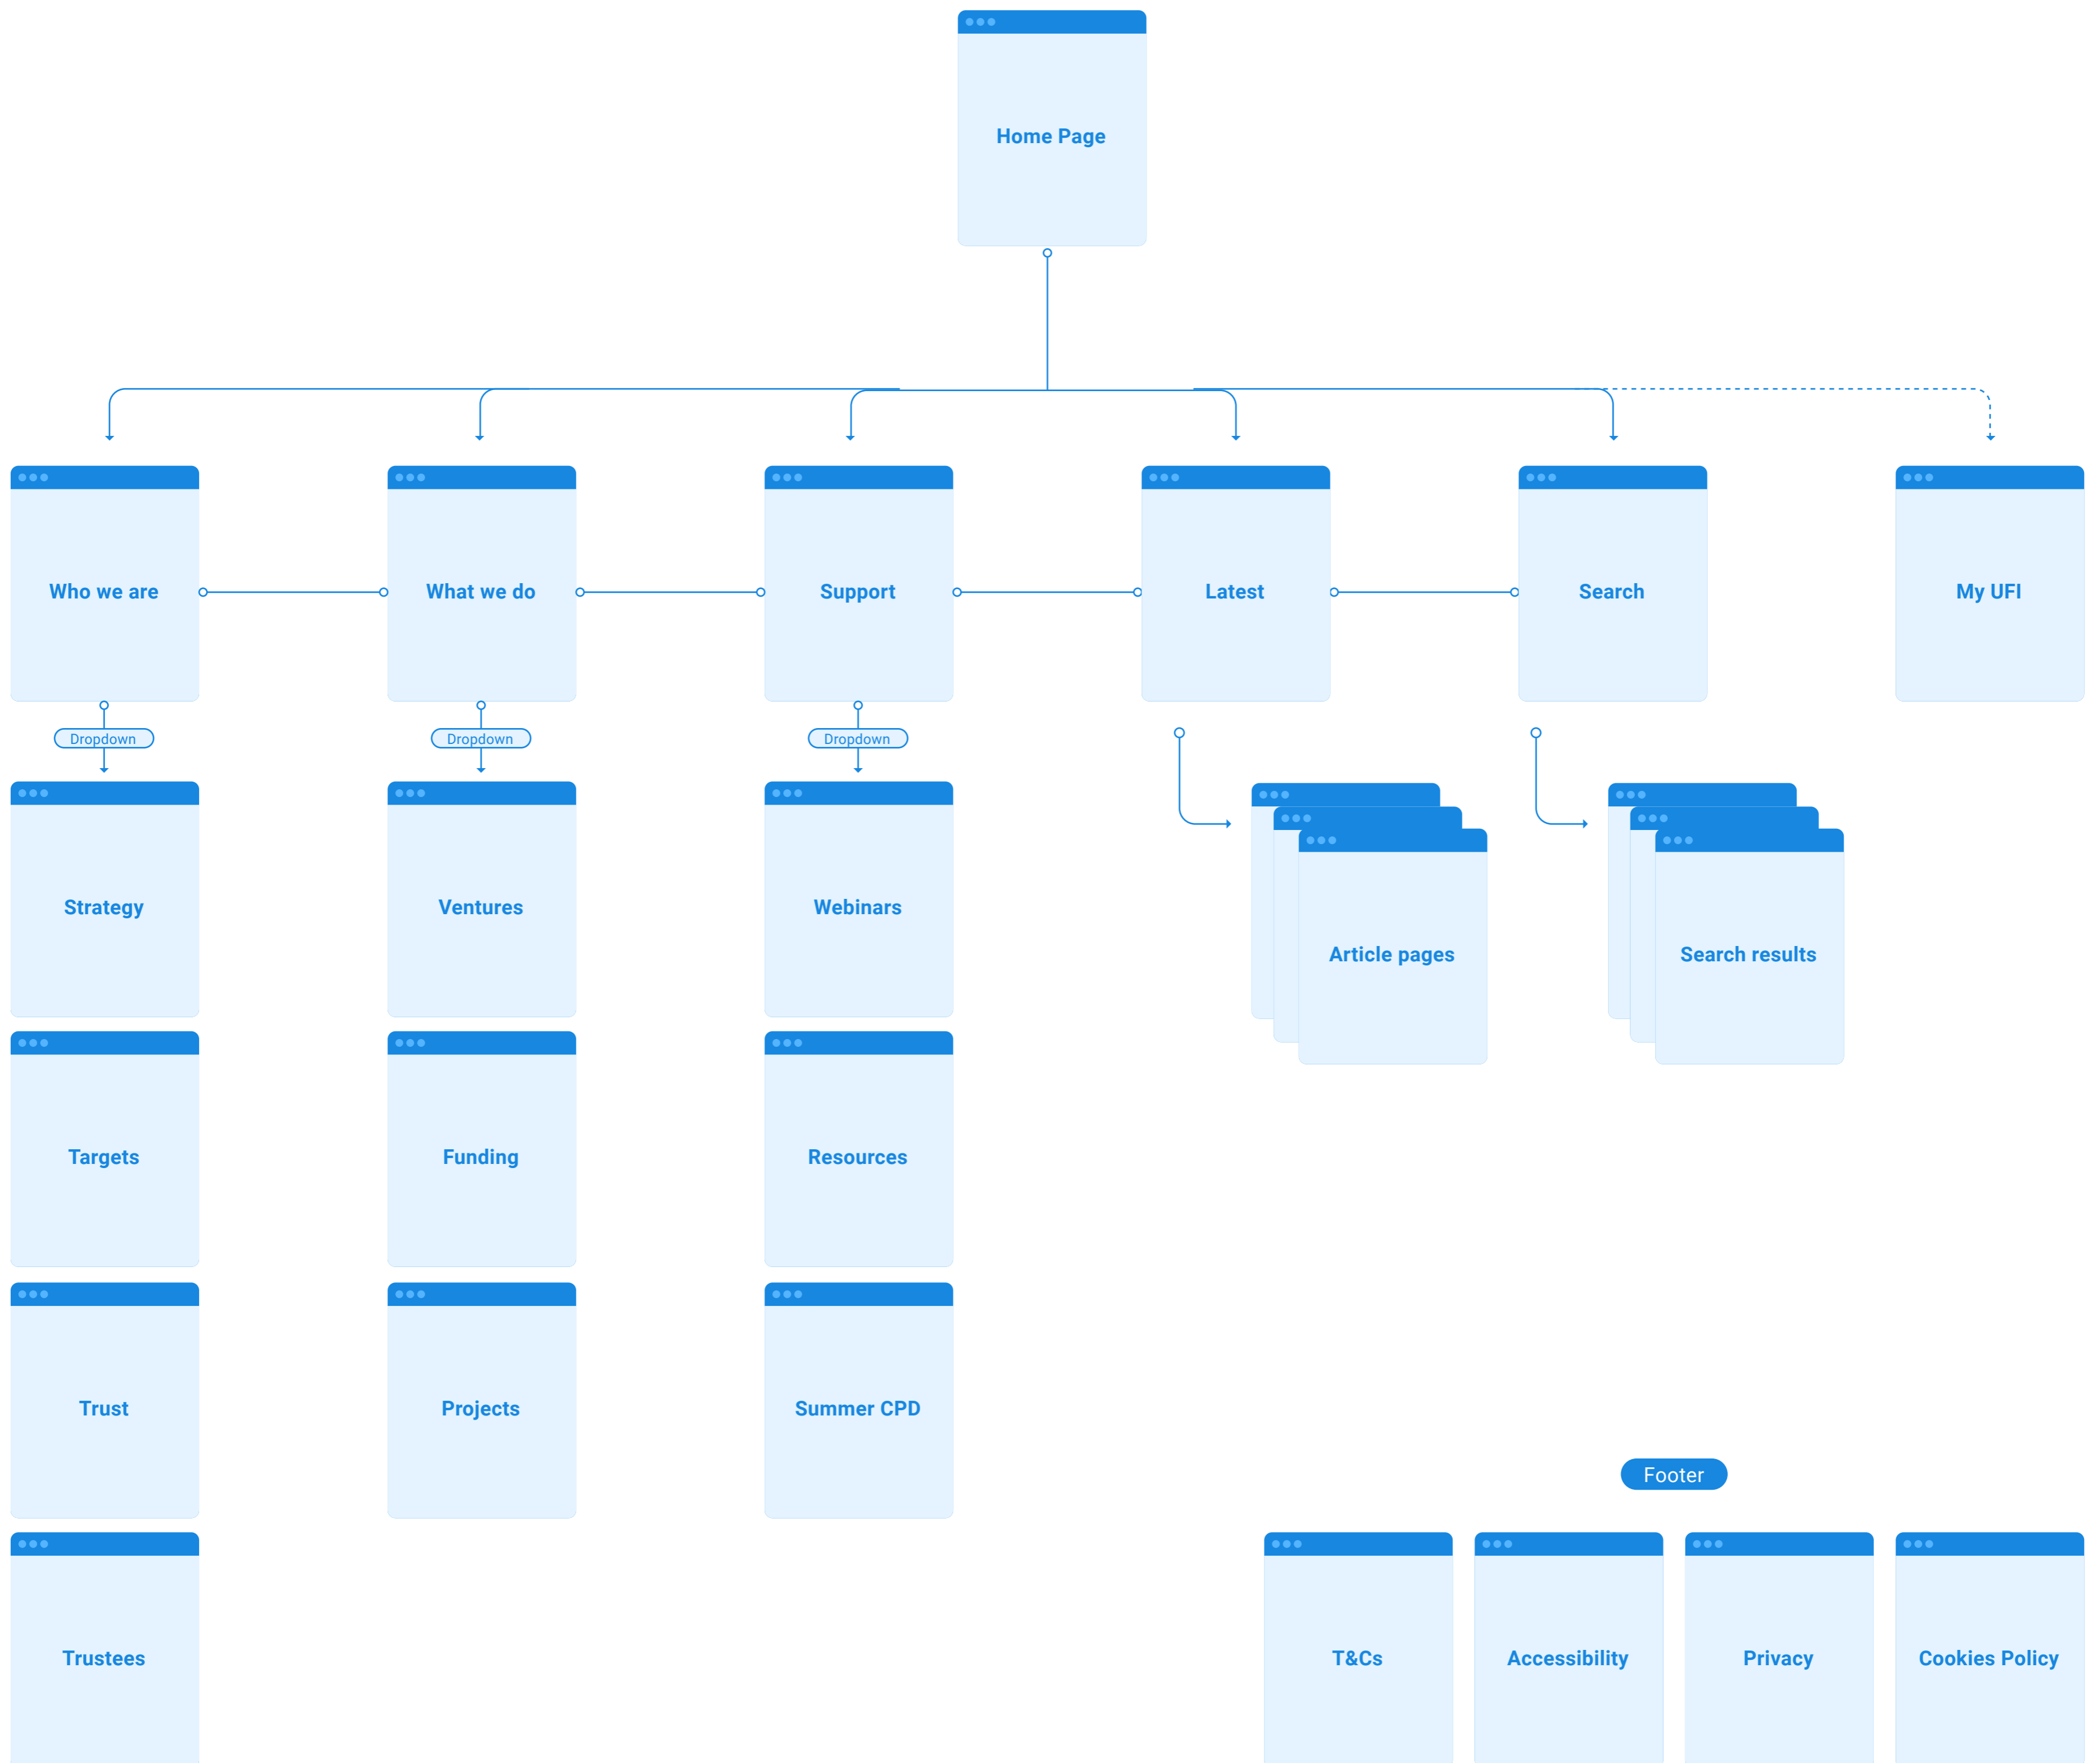 Home Page
Who we are
What we do
Support
Latest
Search
My UFI
Dropdown
Dropdown
Dropdown
Strategy
Ventures
Webinars
Article pages
Search results
Targets
Funding
Resources
Trust
Projects
Summer CPD
Footer
Trustees
T&Cs
Accessibility
Privacy
Cookies Policy